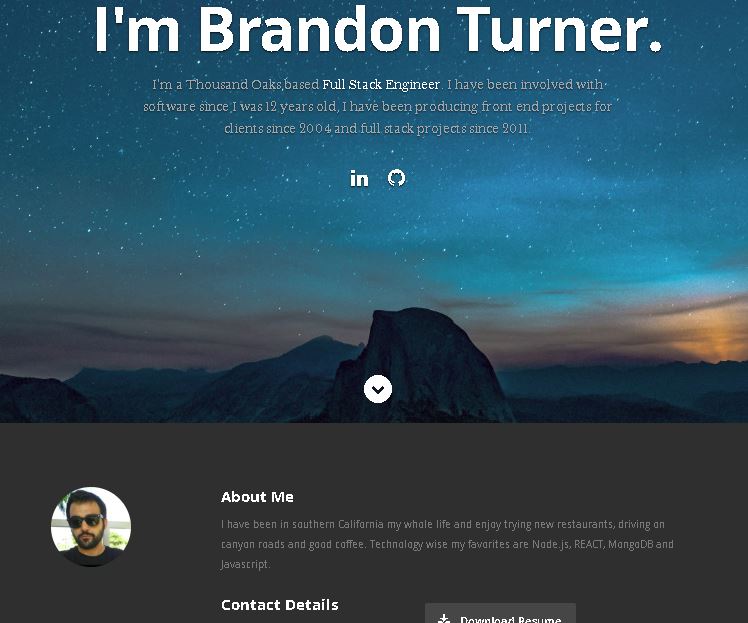 I'm Brandon Turner.
I'm a Thousand Oaks based Full Stack Engineer. I have been involved with
software since I was 12 years old, I have been producing front end projects for
clients since 2004 and full stack projects since 2011.
in
About Me
I have been in southern California my whole life and enjoy trying new restaurants, driving on
canyon roads and good coffee. Technology wise my favorites are Node.js, REACT, MongoDB and
Javascript.
Contact Details
Download Resume